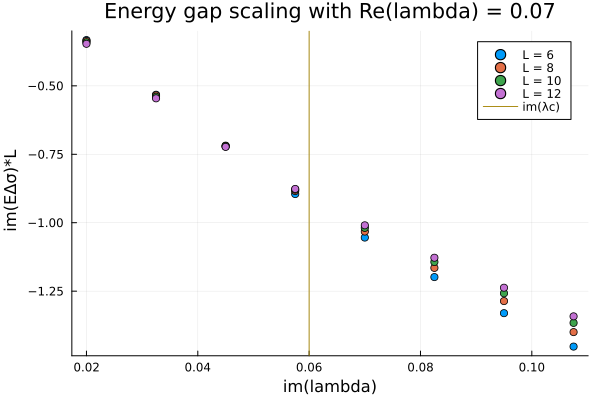 Energy gap scaling with Re(lambda) = 0.07
L = 6
L = 8
L = 10
L = 12
im(λc)
im(EΔσ)*L
−0.50
−0.75
−1.00
−1.25
0.02
0.04
0.06
0.08
0.10
im(lambda)